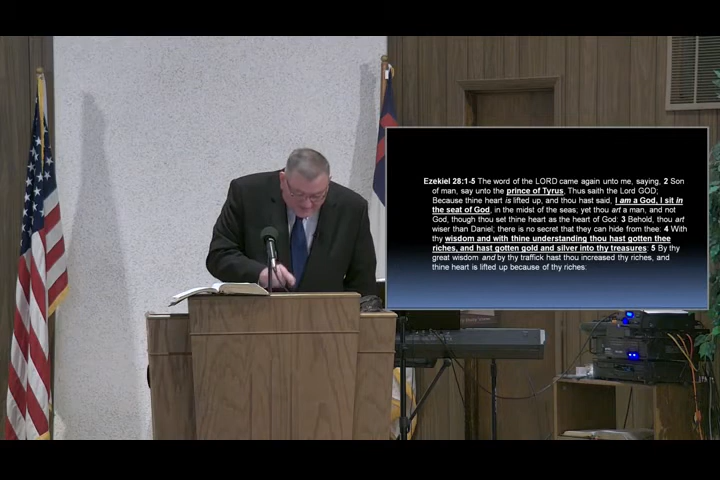 Ezekiel 28:1-5 The word of the LORD came again unto me, saying, 2 Son
of man, say unto the prince of Tyrus, Thus saith the Lord GOD;
Because thine heart is lifted up, and thou hast said, I am a God, I sit in
the seat of God, in the midst of the seas; yet thou art a man, and not
God, though thou set thine heart as the heart of God: 3 Behold, thou art
wiser than Daniel; there is no secret that they can hide from thee: 4 With
thy wisdom and with thine understanding thou hast gotten thee
riches, and hast gotten gold and silver into thy treasures: 5 By thy
great wisdom and by thy traffick hast thou increased thy riches, and
thine heart is lifted up because of thy riches: